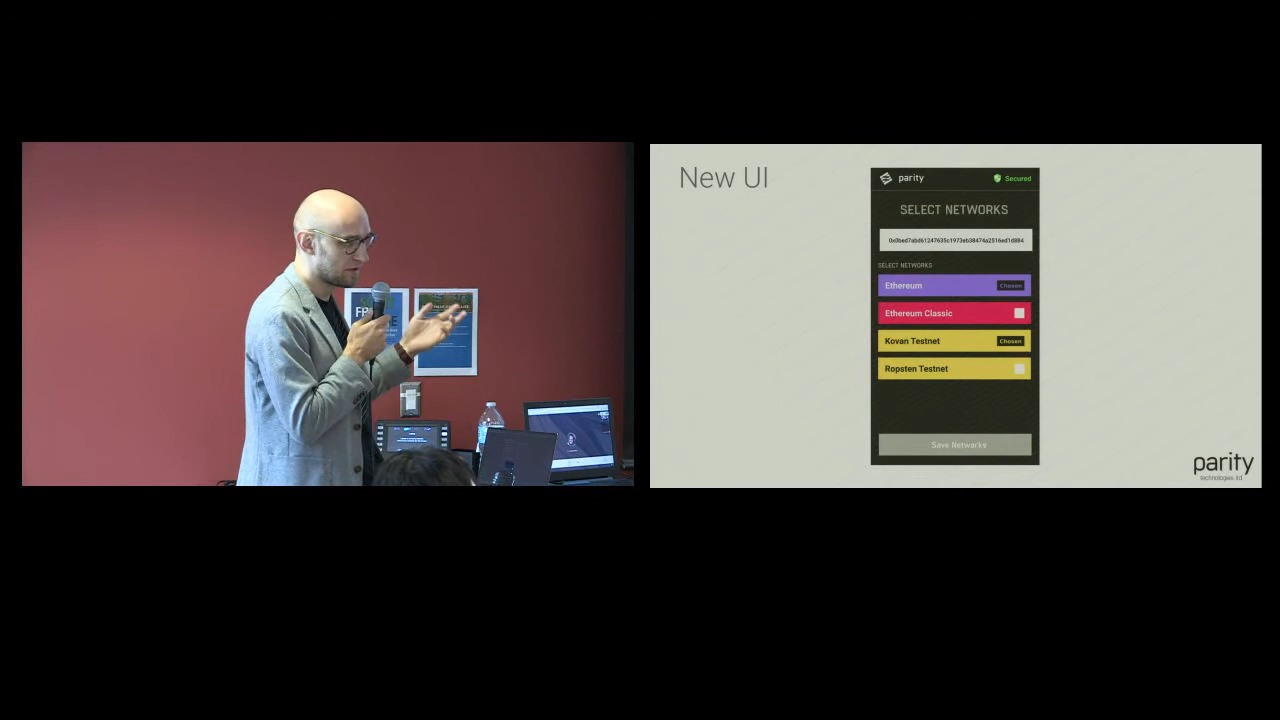 New UI
parity
Secured
SELECT NETWORKS
SELECT NETWORKS
Ethereum
Chosen
Ethereum Classic
Kovan Testnet
Chosen
Ropsten Testnet
Save Networks
parity
technologies ltd